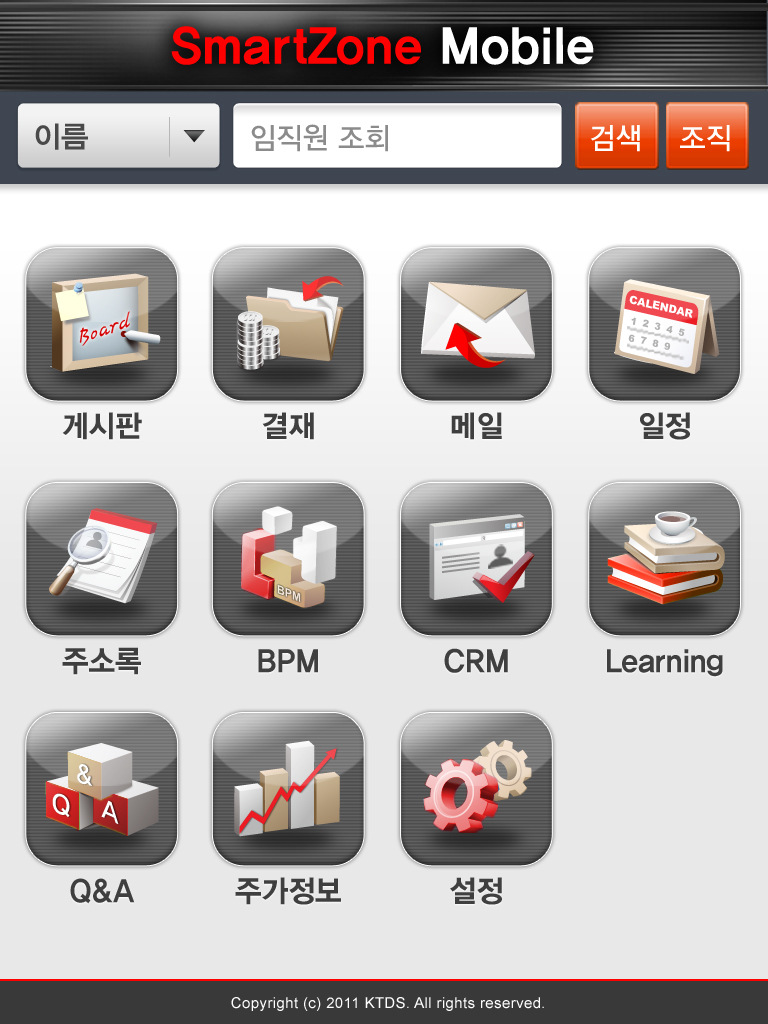 SmartZone Mobile
이름 임직원 조회 검색 조직
Board
CALENDAR
1 2 3 4 5
6 7 8 9
게시판 결재 메일 일정
BPM
주소록 BPM CRM Learning
&
Q A
Q&A 주가정보 설정
Copyright (c) 2011 KTDS. All rights reserved.